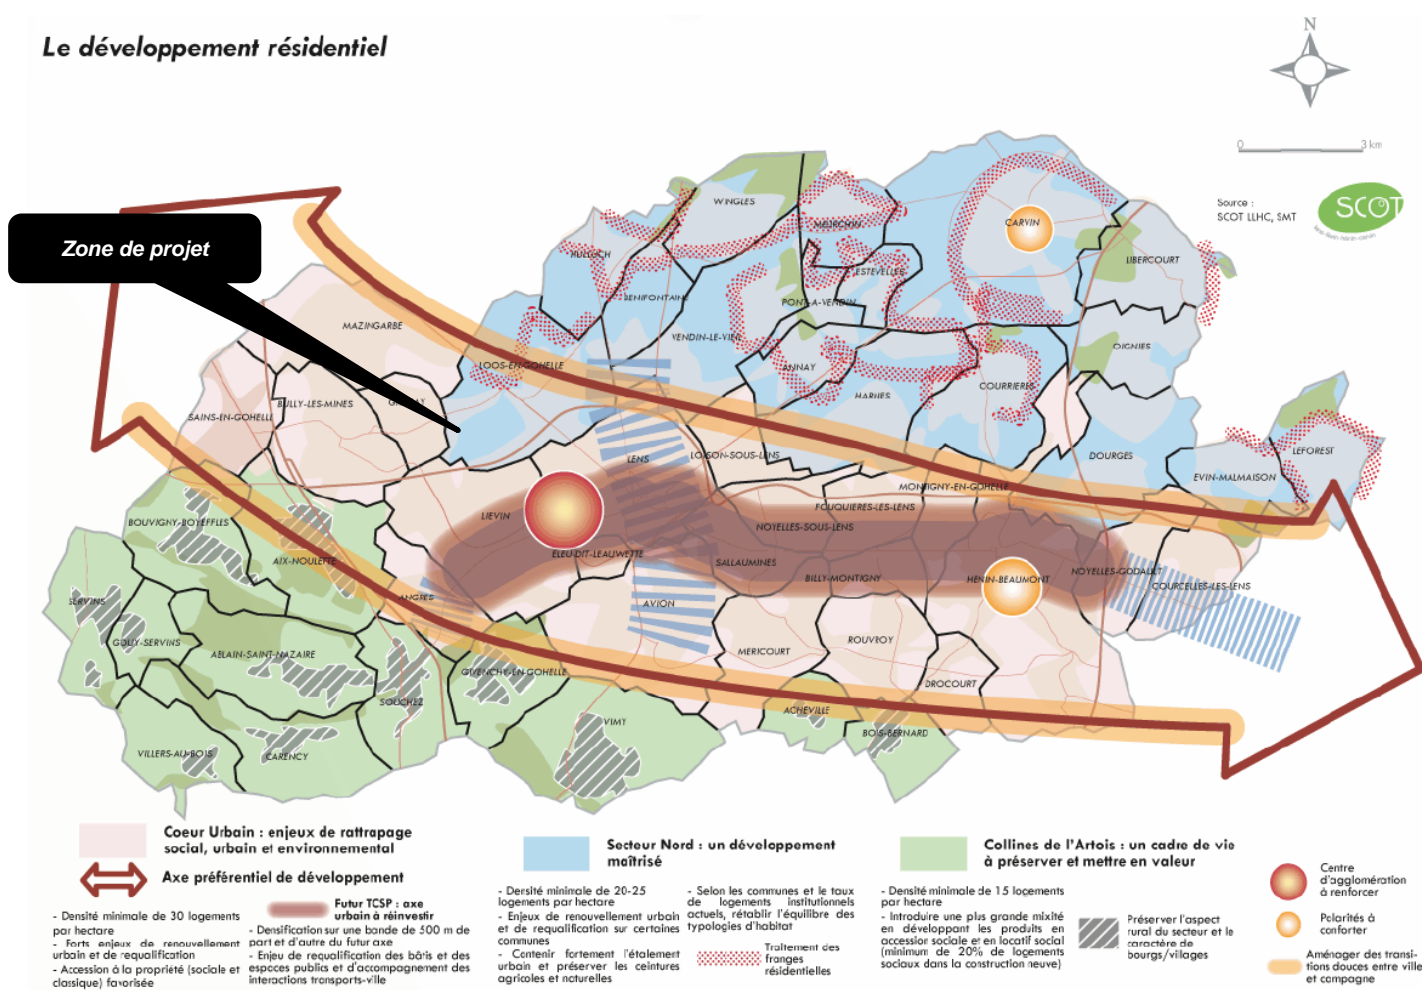 Le développement résidentiel
N
0 3 km
Source :
SCOT LLHC, SMT
SCOT
Zone de projet
WINGLES
MEURCHIN
CARVIN
HULLUCH
ESTEVELLES
LIBERCOURT
BENIFONTAINE
PONT-A-VENDIN
MAZINGARBE
VENDIN-LE-VIEIL
OIGNIES
LOOS-EN-GOHELLE
ANNAY
COURRIERES
HARNES
BULLY-LES-MINES
SAINS-EN-GOHELLE
LENS
LOISON-SOUS-LENS
DOURGES
LEFOREST
EVIN-MALMAISON
MONTIGNY-EN-GOHELLE
LIEVIN
FOUQUIERES-LES-LENS
BOUVIGNY-BOYEFFLES
NOYELLES-SOUS-LENS
AIX-NOULETTE
ELEU-DIT-LEAUWETTE
SALLAUMINES
BILLY-MONTIGNY
HENIN-BEAUMONT
NOYELLES-GODAULT
COURCELLES-LES-LENS
SERVINS
ANGRES
AVION
GOUY-SERVINS
ABLAIN-SAINT-NAZAIRE
MERICOURT
ROUVROY
GIVENCHY-EN-GOHELLE
DROCOURT
SOUCHEZ
ACHEVILLE
VIMY
BOIS-BERNARD
VILLERS-AU-BOIS
CARENCY
Coeur Urbain : enjeux de rattrapage
social, urbain et environnemental
Axe préférentiel de développement
- Densité minimale de 30 logements
par hectare
- Forts enjeux de renouvellement
urbain et de requalification
- Accession à la propriété (sociale et
classique) favorisée
Futur TCSP : axe
urbain à réinvestir
- Densification sur une bande de 500 m de
part et d'autre du futur axe
- Enjeu de requalification des bâtis et des
espaces publics et d'accompagnement des
interactions transports-ville
Secteur Nord : un développement
maîtrisé
- Densité minimale de 20-25
logements par hectare
- Enjeux de renouvellement urbain
et de requalification sur certaines
communes
- Contenir fortement l'étalement
urbain et préserver les ceintures
agricoles et naturelles
- Selon les communes et le taux
de logements institutionnels
actuels, rétablir l'équilibre des
typologies d'habitat
Traitement des
franges
résidentielles
Collines de l'Artois : un cadre de vie
à préserver et mettre en valeur
- Densité minimale de 15 logements
par hectare
- Introduire une plus grande mixité
en développant les produits en
accession sociale et en locatif social
(minimum de 20% de logements
sociaux dans la construction neuve)
Préserver l'aspect
rural du secteur et le
caractère de
bourgs/villages
Centre
d'agglomération
à renforcer
Polarités à
conforter
Aménager des transi-
tions douces entre ville
et campagne